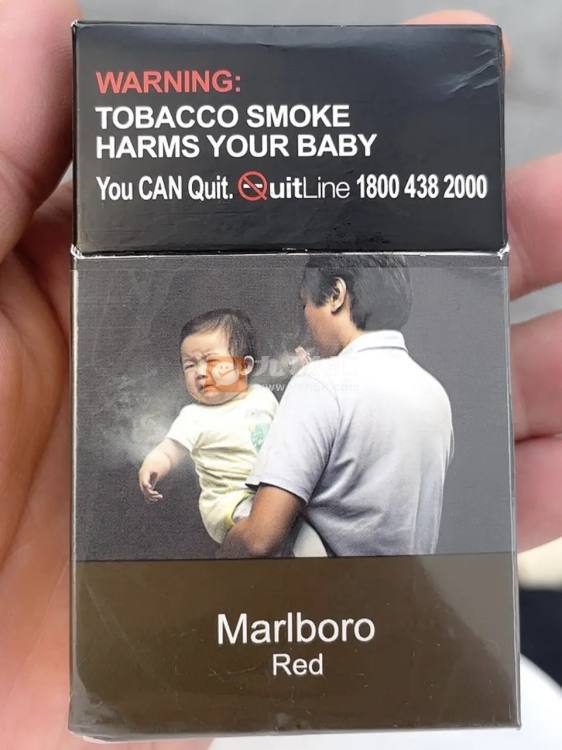 WARNING:
TOBACCO SMOKE
HARMS YOUR BABY
You CAN Quit. QuitLine 1800 438 2000
Marlboro
Red